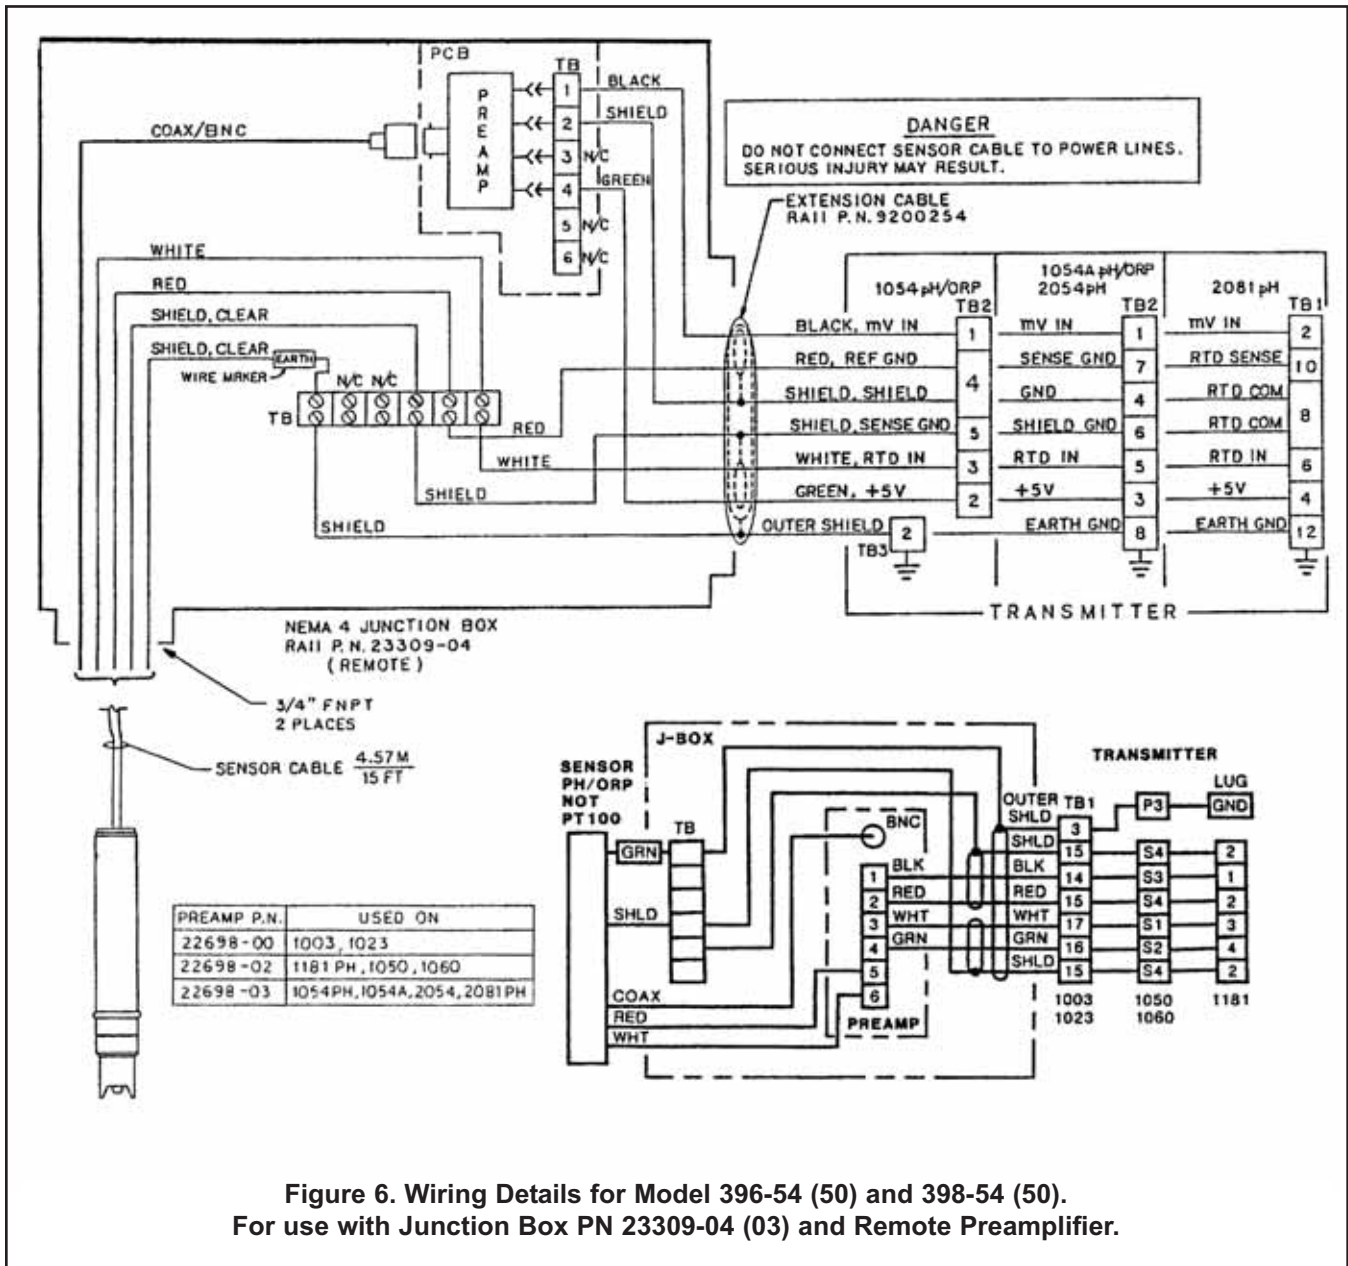 PCB
TB
PREAMP
1
2
3
4
5
6
BLACK
SHIELD
N/C
GREEN
N/C
N/C
COAX/BNC
DANGER
DO NOT CONNECT SENSOR CABLE TO POWER LINES.
SERIOUS INJURY MAY RESULT.
EXTENSION CABLE
RAII P.N.9200254
WHITE
RED
SHIELD, CLEAR
SHIELD, CLEAR
EARTH
WIRE MRKER
N/C N/C
TB
RED
WHITE
SHIELD
SHIELD
1054 pH/ORP
TB2
1054A pH/ORP
2054pH
TB2
2081 pH
TB1
BLACK, mV IN 1 mV IN 1 mV IN 2
RED, REF GND 4 SENSE GND 7 RTD SENSE 10
SHIELD, SHIELD GND 4 RTD COM 8
SHIELD, SENSE GND 5 SHIELD GND 6 RTD COM
WHITE, RTD IN 3 RTD IN 5 RTD IN 6
GREEN, +5V 2 +5V 3 +5V 4
OUTER SHIELD 2 EARTH GND 8 EARTH GND 12
TB3
TRANSMITTER
NEMA 4 JUNCTION BOX
RAII P.N. 23309-04
(REMOTE)
3/4" FNPT
2 PLACES
SENSOR CABLE 4.57M
15 FT
PREAMP P.N. USED ON
22698-00 1003, 1023
22698-02 1181 PH, 1050, 1060
22698-03 1054PH, 1054A, 2054, 2081PH
J-BOX
SENSOR
PH/ORP
NOT
PT100
GRN
TB
SHLD
COAX
RED
WHT
BNC
1
2
3
4
5
6
PREAMP
BLK
RED
WHT
GRN
TRANSMITTER
LUG
OUTER
SHLD TB1 3 P3 GND
SHLD 15 S4 2
BLK 14 S3 1
RED 15 S4 2
WHT 17 S1 3
GRN 16 S2 4
SHLD 15 S4 2
1003 1050 1181
1023 1060
Figure 6. Wiring Details for Model 396-54 (50) and 398-54 (50).
For use with Junction Box PN 23309-04 (03) and Remote Preamplifier.